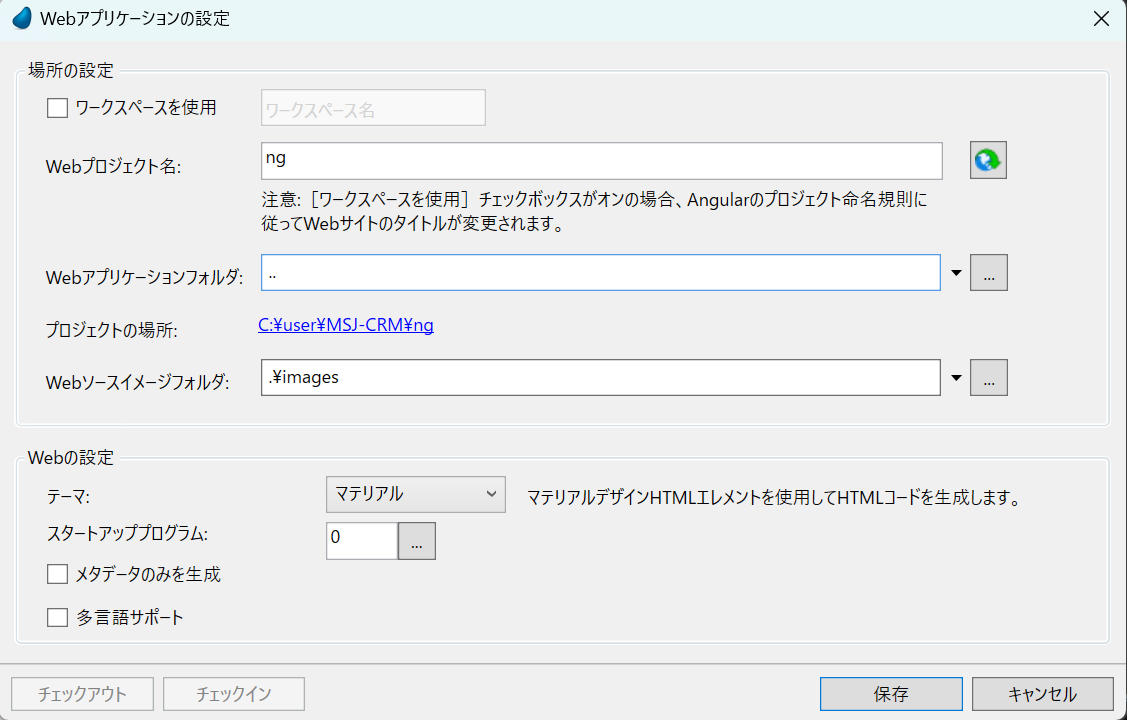 Webアプリケーションの設定
場所の設定
ワークスペースを使用
ワークスペース名
Webプロジェクト名:
ng
注意: [ワークスペースを使用] チェックボックスがオンの場合、Angularのプロジェクト命名規則に
従ってWebサイトのタイトルが変更されます。
Webアプリケーションフォルダ:
..
...
プロジェクトの場所:
C:¥user¥MSJ-CRM¥ng
Webソースイメージフォルダ:
.¥images
...
Webの設定
テーマ:
マテリアル
マテリアルデザインHTMLエレメントを使用してHTMLコードを生成します。
スタートアッププログラム:
0
...
メタデータのみを生成
多言語サポート
チェックアウト
チェックイン
保存
キャンセル